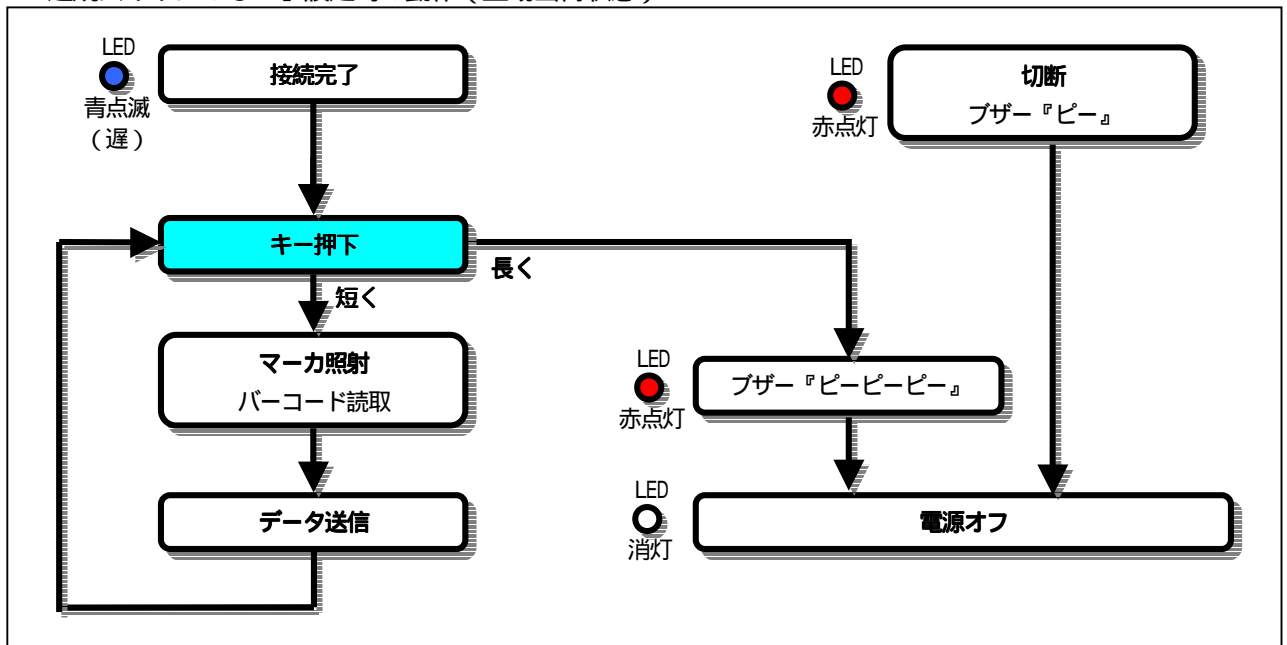 LED
青点滅
(遅)
接続完了
LED
赤点灯
切断
ブザー『ピー』
キー押下
長く
短く
マーカ照射
バーコード読取
LED
赤点灯
ブザー『ピーピーピー』
データ送信
LED
消灯
電源オフ